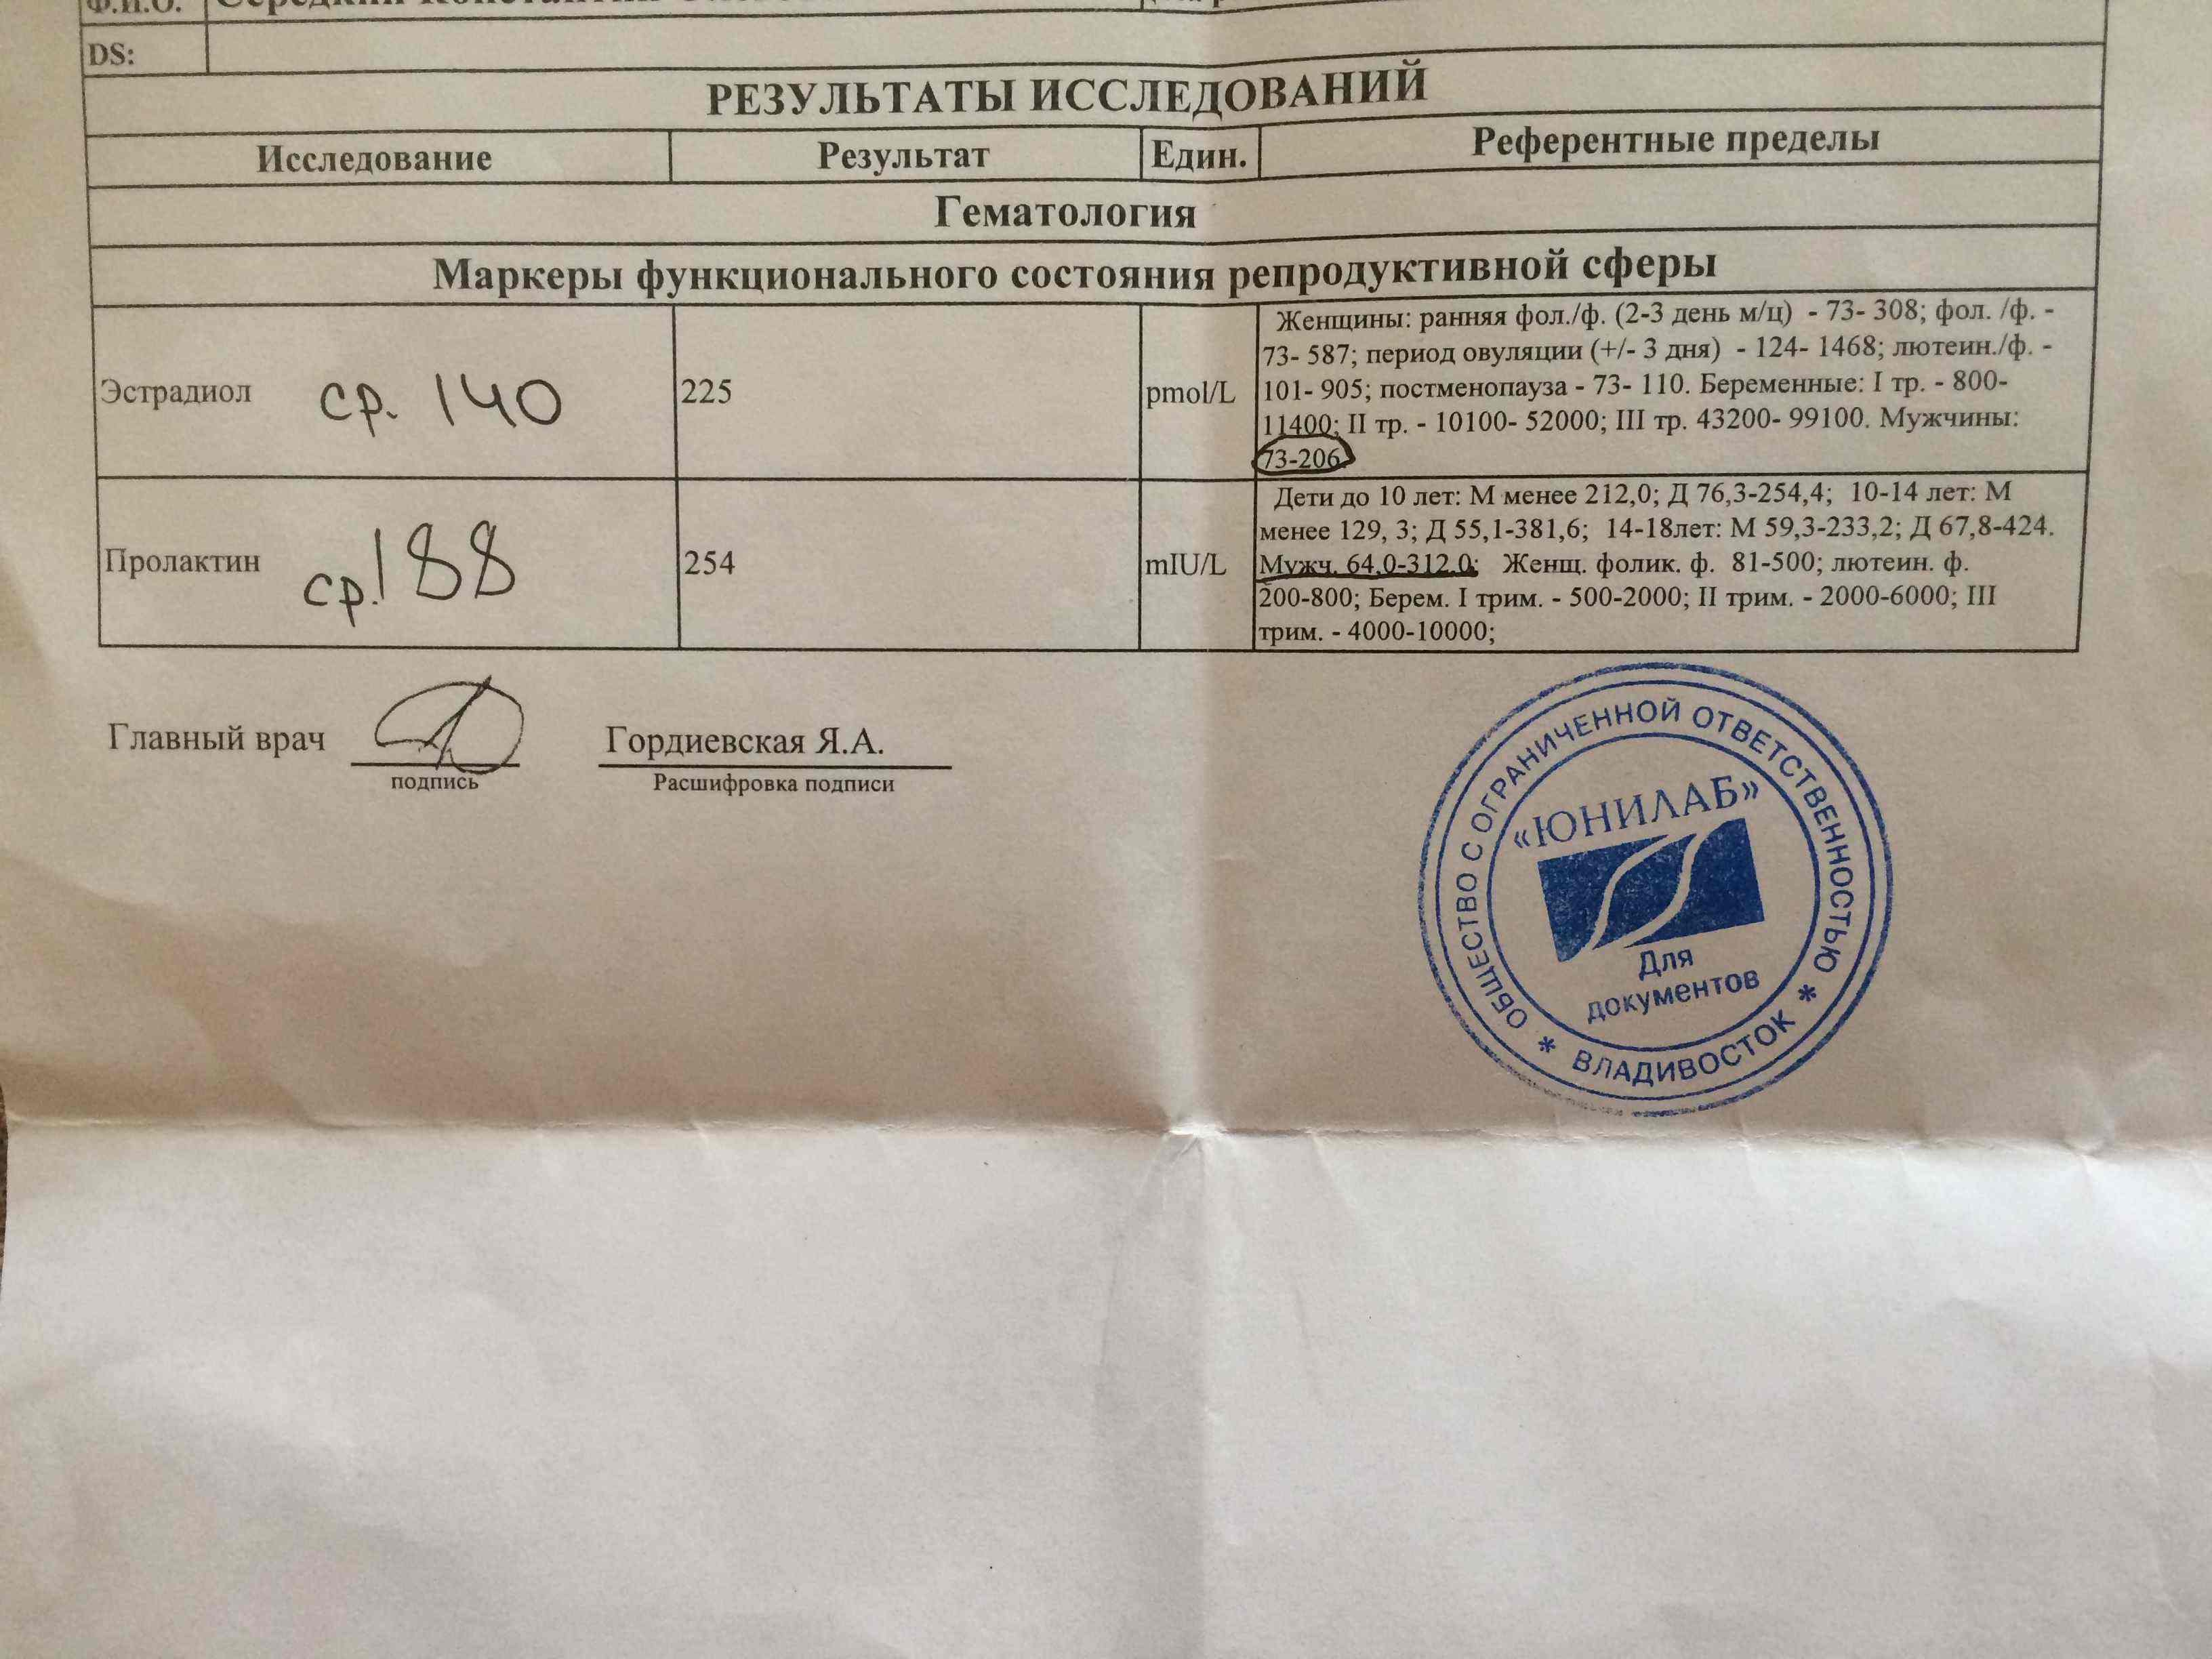 Ф.И.О.
DS:
РЕЗУЛЬТАТЫ ИССЛЕДОВАНИЙ
Исследование Результат Един. Референтные пределы
Гематология
Маркеры функционального состояния репродуктивной сферы
Эстрадиол ср. 140 225 pmol/L
Женщины: ранняя фол./ф. (2-3 день м/ц) - 73- 308; фол. /ф. -
73- 587; период овуляции (+/- 3 дня) - 124- 1468; лютеин./ф. -
101- 905; постменопауза - 73- 110. Беременные: I тр. - 800-
11400; II тр. - 10100- 52000; III тр. 43200- 99100. Мужчины:
73-206.
Пролактин ср. 188 254 mIU/L
Дети до 10 лет: М менее 212,0; Д 76,3-254,4; 10-14 лет: М
менее 129, 3; Д 55,1-381,6; 14-18лет: М 59,3-233,2; Д 67,8-424.
Мужч. 64,0-312,0; Женщ. фолик. ф. 81-500; лютеин. ф.
200-800; Берем. I трим. - 500-2000; II трим. - 2000-6000; III
трим. - 4000-10000;
Главный врач Гордиевская Я.А.
подпись Расшифровка подписи
ОБЩЕСТВО С ОГРАНИЧЕННОЙ ОТВЕТСТВЕННОСТЬЮ
«ЮНИЛАБ»
Для
документов
* ВЛАДИВОСТОК *